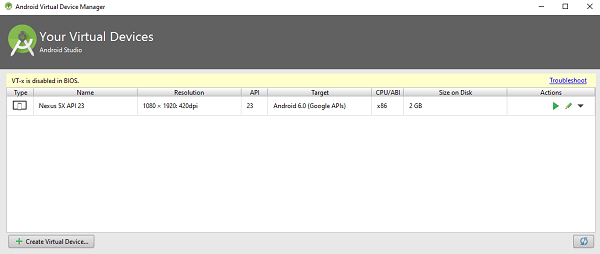 Android Virtual Device Manager
Your Virtual Devices
Android Studio
VT-x is disabled in BIOS. Troubleshoot
Type Name Resolution API Target CPU/ABI Size on Disk Actions
Nexus 5X API 23 1080 × 1920: 420dpi 23 Android 6.0 (Google APIs) x86 2 GB
Create Virtual Device...